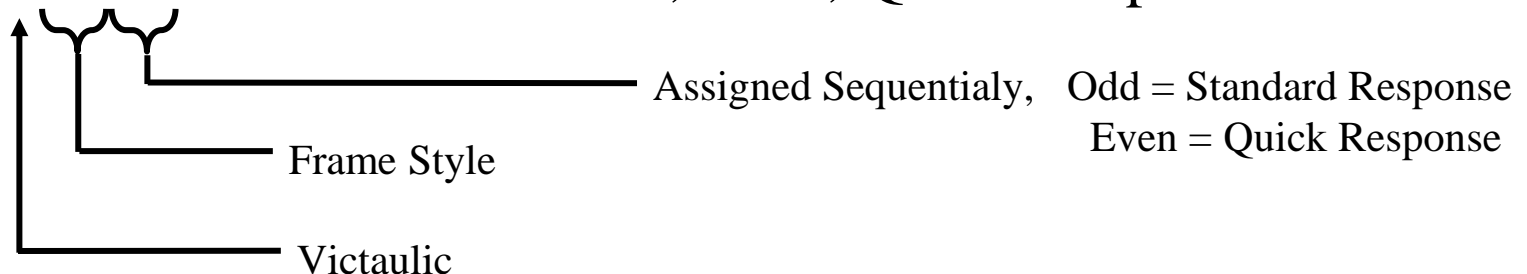 Assigned Sequentialy, Odd = Standard Response
Even = Quick Response
Frame Style
Victaulic